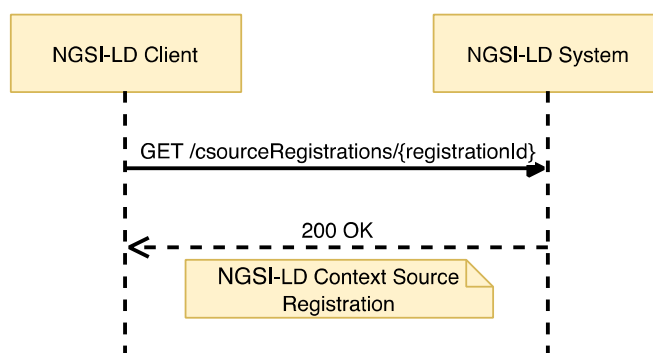 NGSI-LD Client
NGSI-LD System
GET /csourceRegistrations/{registrationId}
200 OK
NGSI-LD Context Source
Registration